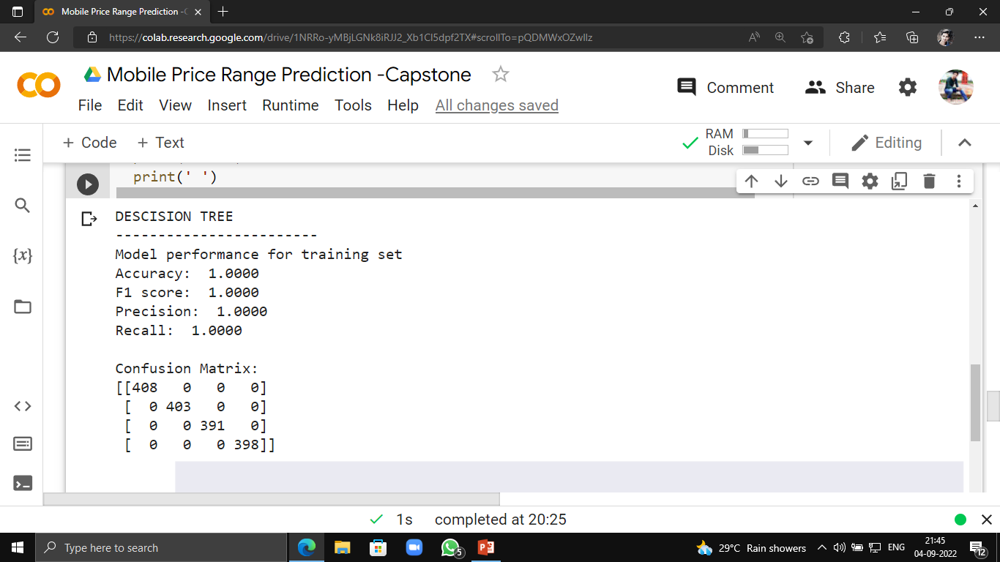 Mobile Price Range Prediction -C
https://colab.research.google.com/drive/1NRRo-yMBjLGNk8iRJJ2_Xb1Cl5dpf2TX#scrollTo=pQDMWxOZwllz
Mobile Price Range Prediction -Capstone
Comment
Share
File Edit View Insert Runtime Tools Help All changes saved
+ Code + Text
RAM
Disk
Editing
print(' ')
{x}
DESCISION TREE
------------------------
Model performance for training set
Accuracy:  1.0000
F1 score:  1.0000
Precision:  1.0000
Recall:  1.0000
Confusion Matrix:
[[408   0   0   0]
 [  0 403   0   0]
 [  0   0 391   0]
 [  0   0   0 398]]
1s completed at 20:25
Type here to search
5
29°C Rain showers
ENG
21:45
04-09-2022
12